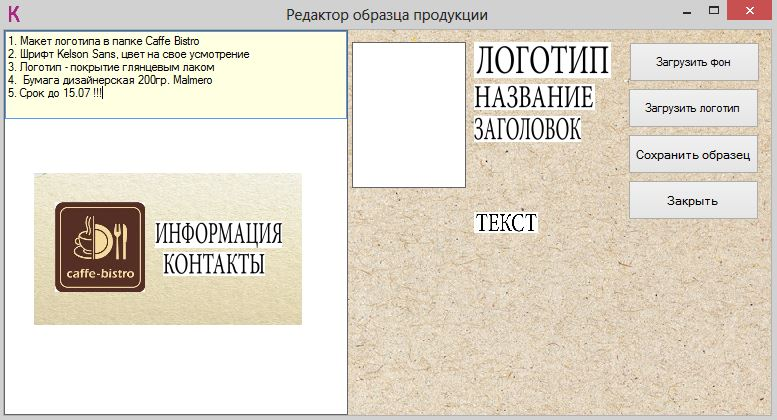 Редактор образца продукции
1. Макет логотипа в папке Caffe Bistro
2. Шрифт Kelson Sans, цвет на свое усмотрение
3. Логотип - покрытие глянцевым лаком
4. Бумага дизайнерская 200гр. Malmero
5. Срок до 15.07 !!!
caffe-bistro
ИНФОРМАЦИЯ
КОНТАКТЫ
ЛОГОТИП
НАЗВАНИЕ
ЗАГОЛОВОК
ТЕКСТ
Загрузить фон
Загрузить логотип
Сохранить образец
Закрыть